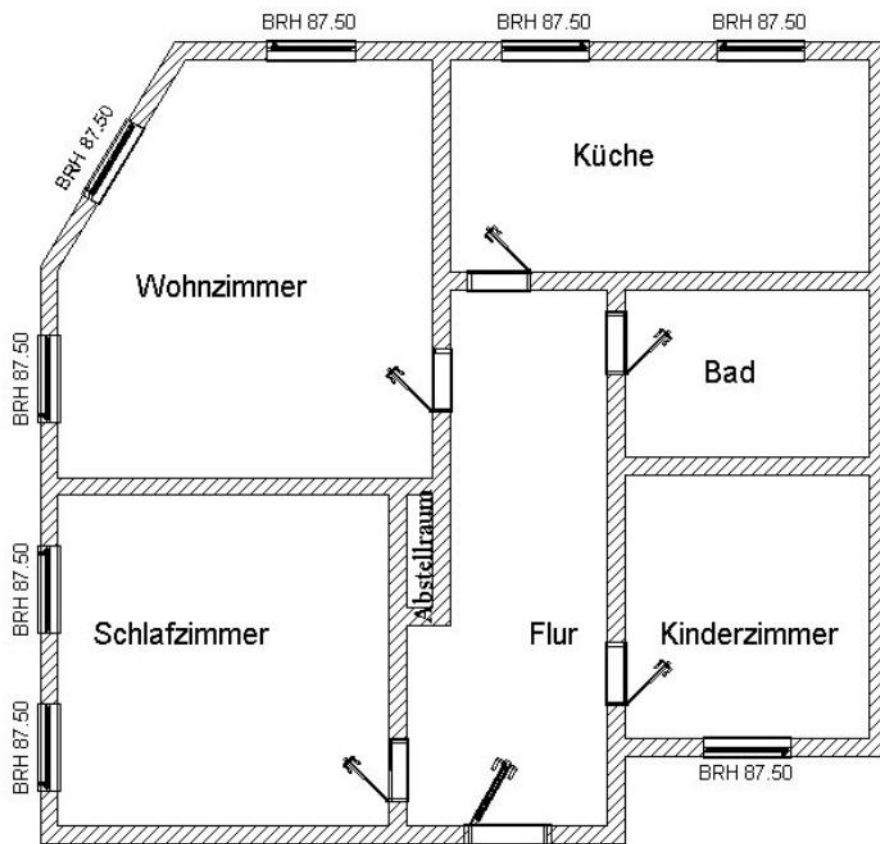 BRH 87.50
BRH 87.50
BRH 87.50
BRH 87.50
Küche
Wohnzimmer
BRH 87.50
Bad
Abstellraum
BRH 87.50
Schlafzimmer
Flur
Kinderzimmer
BRH 87.50
BRH 87.50